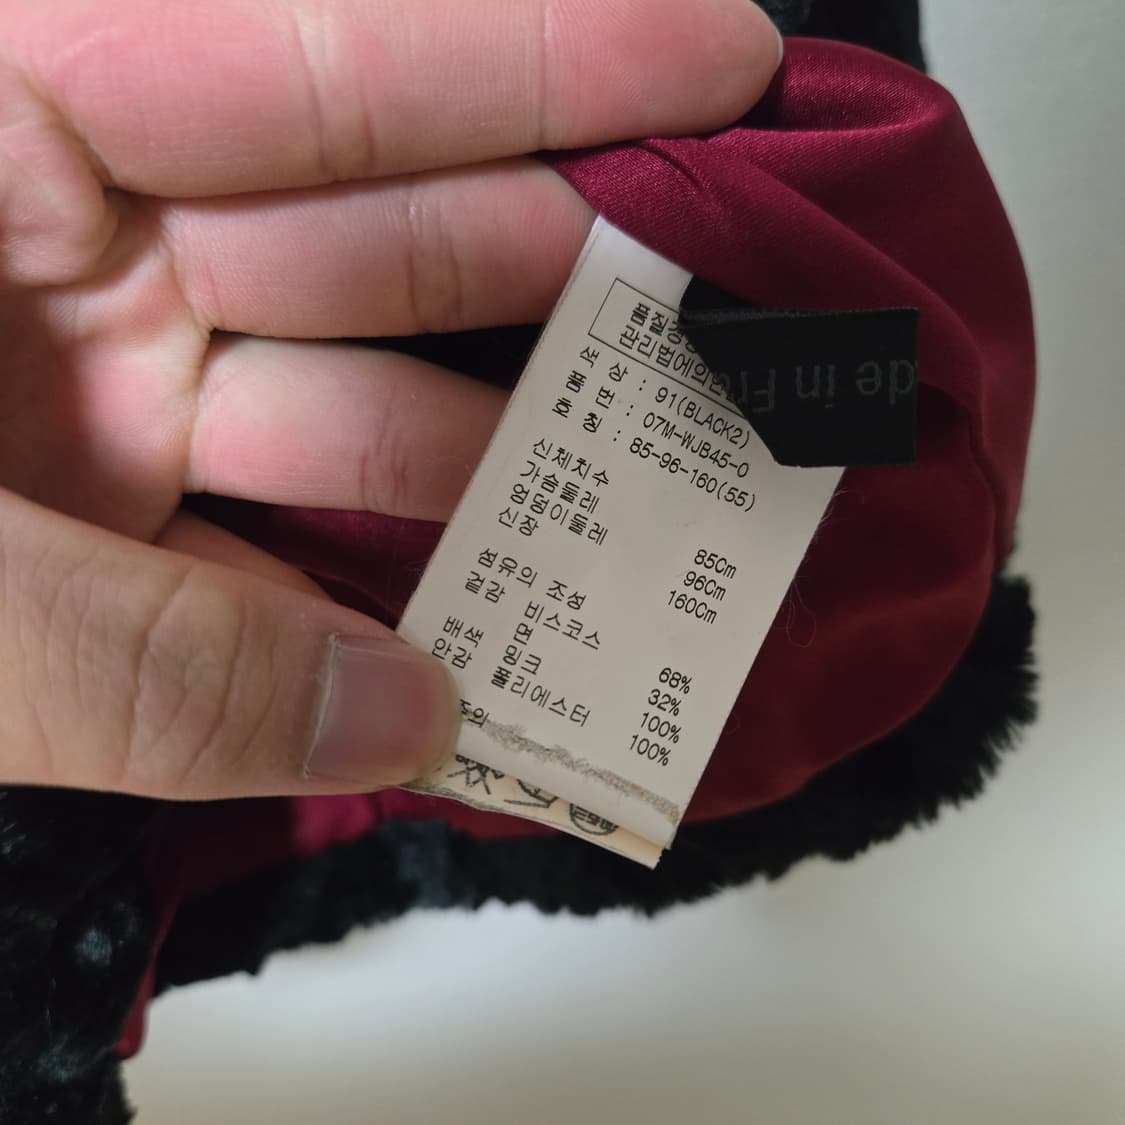 품질경
관리법에의한
색 상 : 91(BLACK2)
품 번 : 07M-WJB45-0
호 칭 : 85-96-160(55)
신체치수
가슴둘레 85Cm
엉덩이둘레 96Cm
신장 160Cm
섬유의 조성
겉감 비스코스 68%
면 32%
배색 밍크 100%
안감 폴리에스터 100%
de in Fra